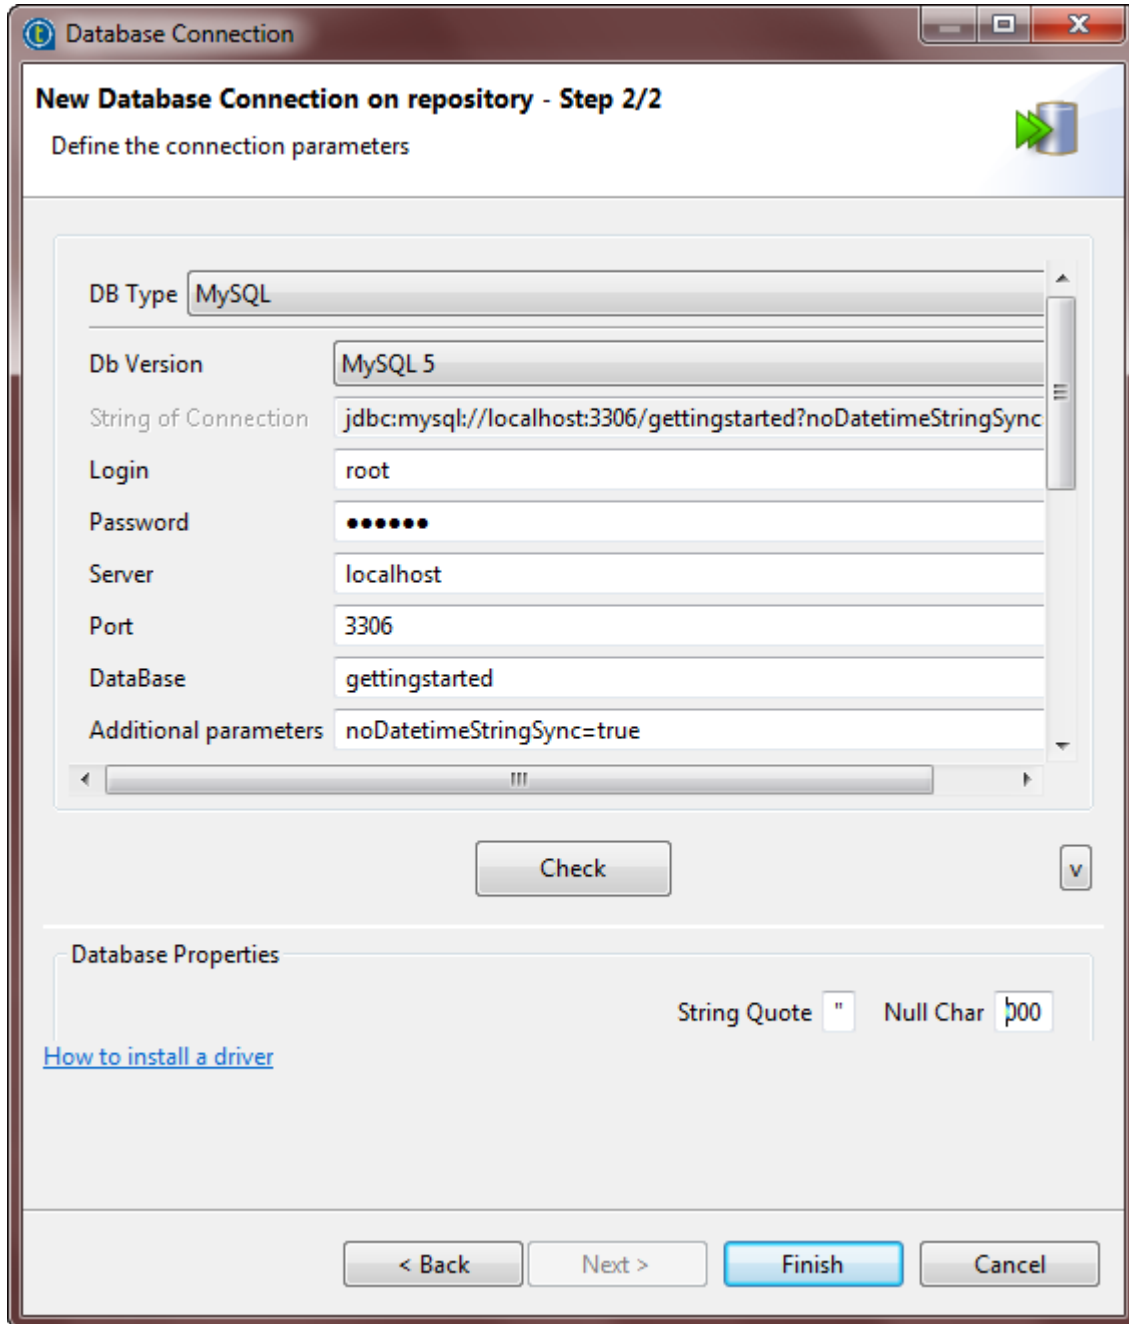 Database Connection
New Database Connection on repository - Step 2/2
Define the connection parameters
DB Type MySQL
Db Version MySQL 5
String of Connection jdbc:mysql://localhost:3306/gettingstarted?noDatetimeStringSync
Login root
Password ●●●●●●
Server localhost
Port 3306
DataBase gettingstarted
Additional parameters noDatetimeStringSync=true
Check v
Database Properties
String Quote " Null Char 000
How to install a driver
< Back Next > Finish Cancel